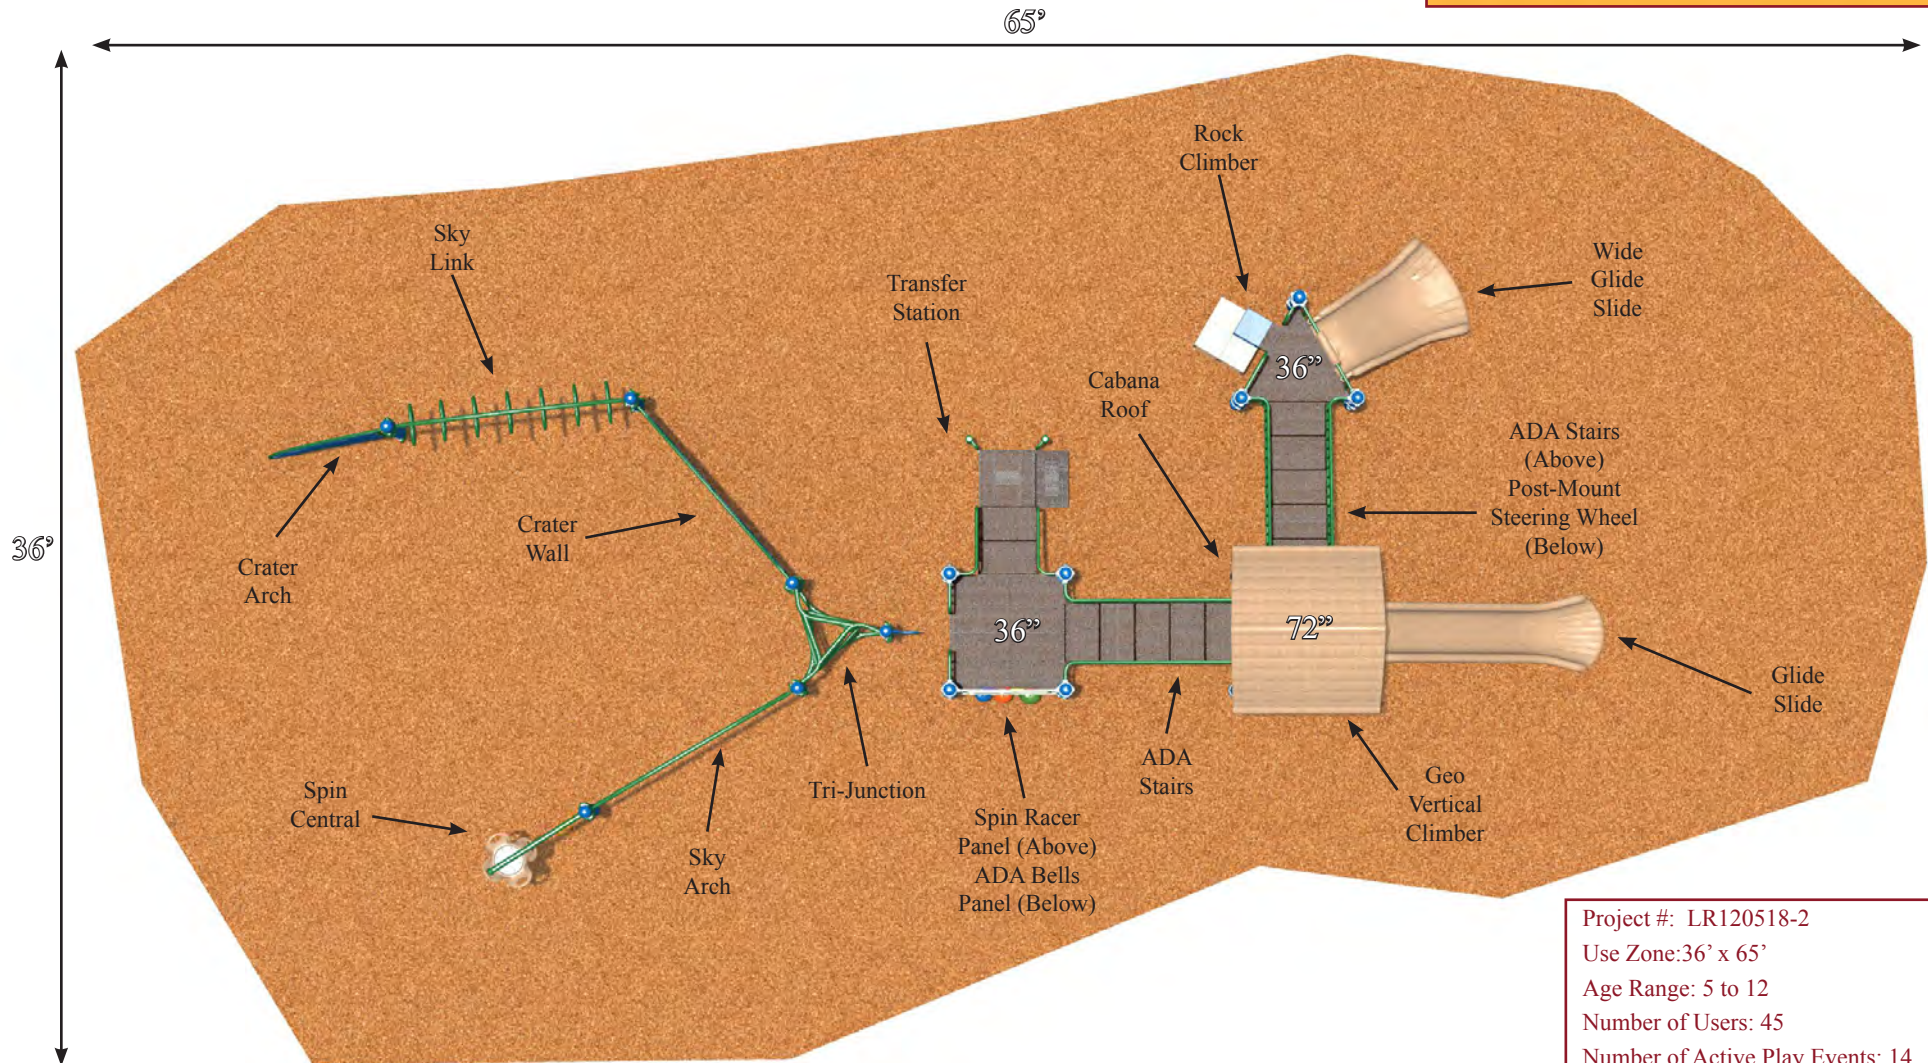 65’
36’
Rock
Climber
Sky
Link
Wide
Glide
Slide
Transfer
Station
36”
Cabana
Roof
ADA Stairs
(Above)
Post-Mount
Steering Wheel
(Below)
Crater
Wall
Crater
Arch
36”
72”
Glide
Slide
ADA
Stairs
Tri-Junction
Spin
Central
Sky
Arch
Spin Racer
Panel (Above)
ADA Bells
Panel (Below)
Geo
Vertical
Climber
Project #: LR120518-2
Use Zone:36’ x 65’
Age Range: 5 to 12
Number of Users: 45
Number of Active Play Events: 14